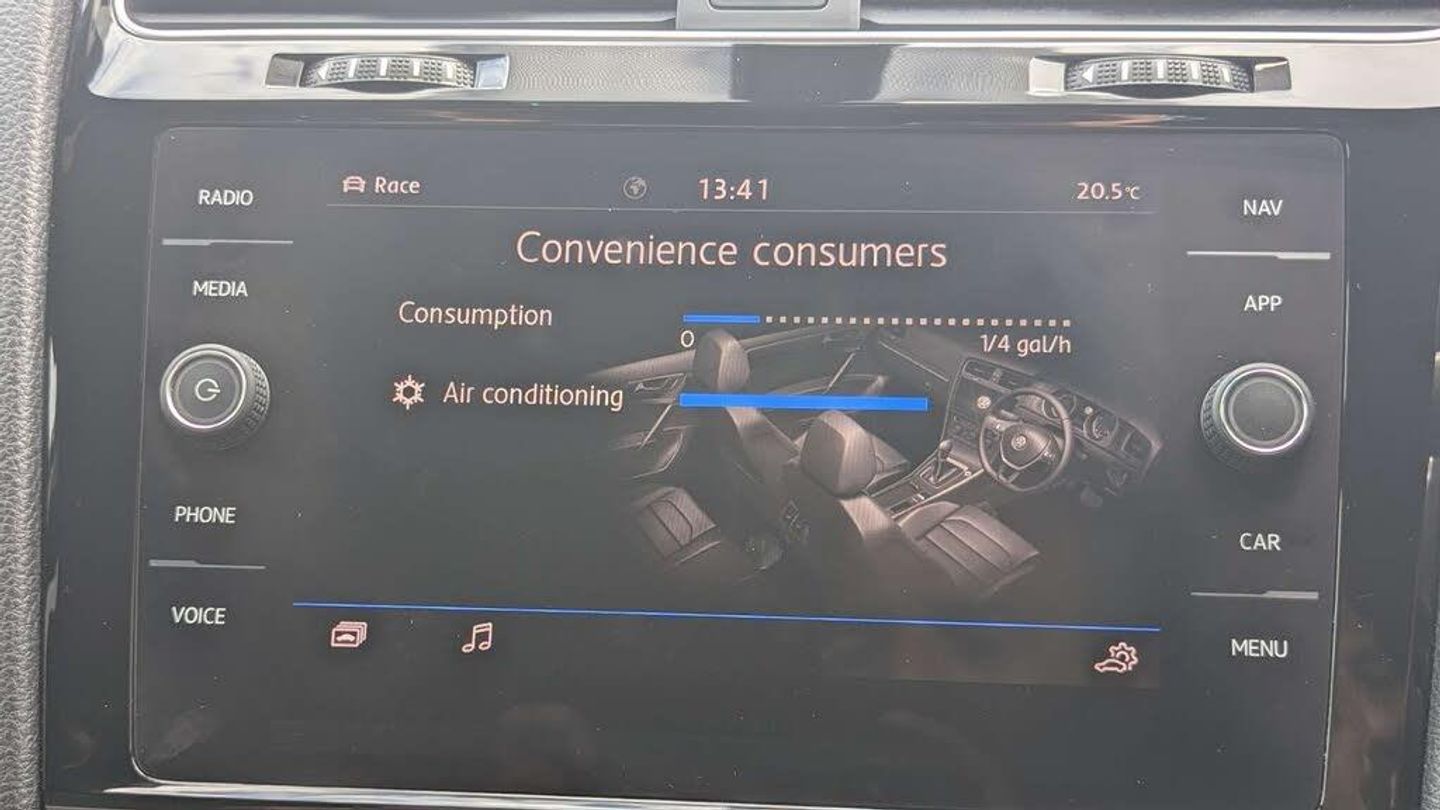 RADIO
MEDIA
PHONE
VOICE
Race
13:41
20.5°C
Convenience consumers
Consumption
0
1/4 gal/h
Air conditioning
NAV
APP
CAR
MENU